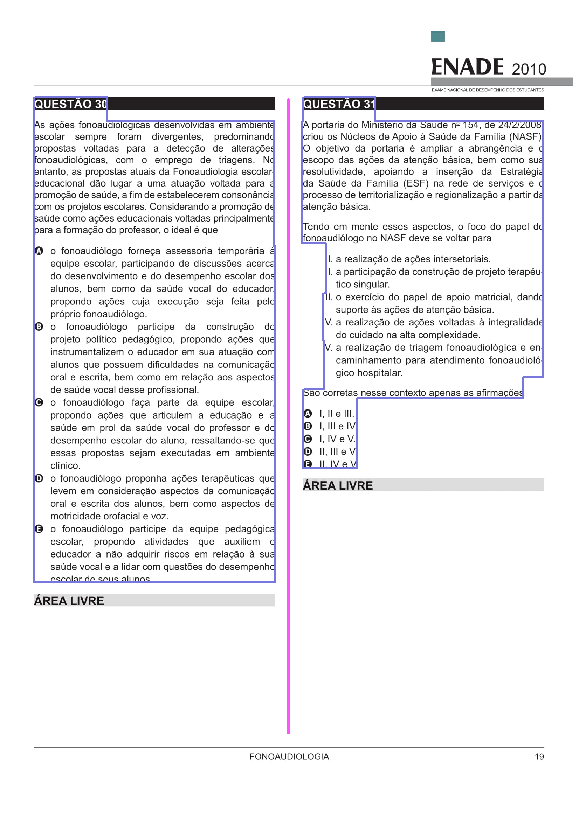 ENADE 2010
EXAME NACIONAL DE DESEMPENHO DOS ESTUDANTES
QUESTÃO 30
As ações fonoaudiológicas desenvolvidas em ambiente
escolar sempre foram divergentes, predominando
propostas voltadas para a detecção de alterações
fonoaudiológicas, com o emprego de triagens. No
entanto, as propostas atuais da Fonoaudiologia escolar-
educacional dão lugar a uma atuação voltada para a
promoção de saúde, a fim de estabelecerem consonância
com os projetos escolares. Considerando a promoção de
saúde como ações educacionais voltadas principalmente
para a formação do professor, o ideal é que
A o fonoaudiólogo forneça assessoria temporária à
equipe escolar, participando de discussões acerca
do desenvolvimento e do desempenho escolar dos
alunos, bem como da saúde vocal do educador,
propondo ações cuja execução seja feita pelo
próprio fonoaudiólogo.
B o fonoaudiólogo participe da construção do
projeto político pedagógico, propondo ações que
instrumentalizem o educador em sua atuação com
alunos que possuem dificuldades na comunicação
oral e escrita, bem como em relação aos aspectos
de saúde vocal desse profissional.
C o fonoaudiólogo faça parte da equipe escolar,
propondo ações que articulem a educação e a
saúde em prol da saúde vocal do professor e do
desempenho escolar do aluno, ressaltando-se que
essas propostas sejam executadas em ambiente
clínico.
D o fonoaudiólogo proponha ações terapêuticas que
levem em consideração aspectos da comunicação
oral e escrita dos alunos, bem como aspectos de
motricidade orofacial e voz.
E o fonoaudiólogo participe da equipe pedagógica
escolar, propondo atividades que auxiliem o
educador a não adquirir riscos em relação à sua
saúde vocal e a lidar com questões do desempenho
escolar de seus alunos.
ÁREA LIVRE
QUESTÃO 31
A portaria do Ministério da Saúde nº 154, de 24/2/2008,
criou os Núcleos de Apoio à Saúde da Família (NASF).
O objetivo da portaria é ampliar a abrangência e o
escopo das ações da atenção básica, bem como sua
resolutividade, apoiando a inserção da Estratégia
da Saúde da Família (ESF) na rede de serviços e o
processo de territorialização e regionalização a partir da
atenção básica.
Tendo em mente esses aspectos, o foco do papel do
fonoaudiólogo no NASF deve se voltar para
I. a realização de ações intersetoriais.
II. a participação da construção de projeto terapêu-
tico singular.
III. o exercício do papel de apoio matricial, dando
suporte às ações de atenção básica.
IV. a realização de ações voltadas à integralidade
do cuidado na alta complexidade.
V. a realização de triagem fonoaudiológica e en-
caminhamento para atendimento fonoaudioló-
gico hospitalar.
São corretas nesse contexto apenas as afirmações
A I, II e III.
B I, III e IV.
C I, IV e V.
D II, III e V.
E II, IV e V.
ÁREA LIVRE
FONOAUDIOLOGIA
19